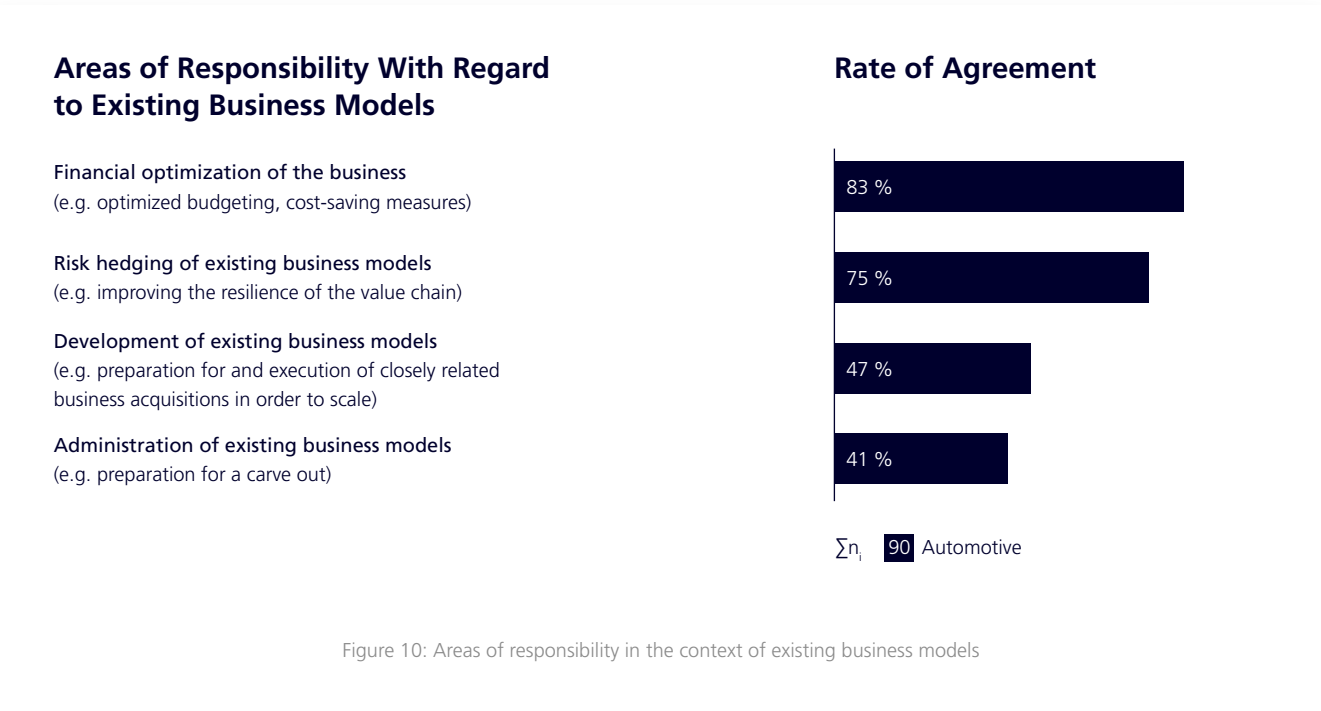 Areas of Responsibility With Regard
to Existing Business Models
Rate of Agreement
Financial optimization of the business
(e.g. optimized budgeting, cost-saving measures)
83 %
Risk hedging of existing business models
(e.g. improving the resilience of the value chain)
75 %
Development of existing business models
(e.g. preparation for and execution of closely related
business acquisitions in order to scale)
47 %
Administration of existing business models
(e.g. preparation for a carve out)
41 %
∑nᵢ 90 Automotive
Figure 10: Areas of responsibility in the context of existing business models